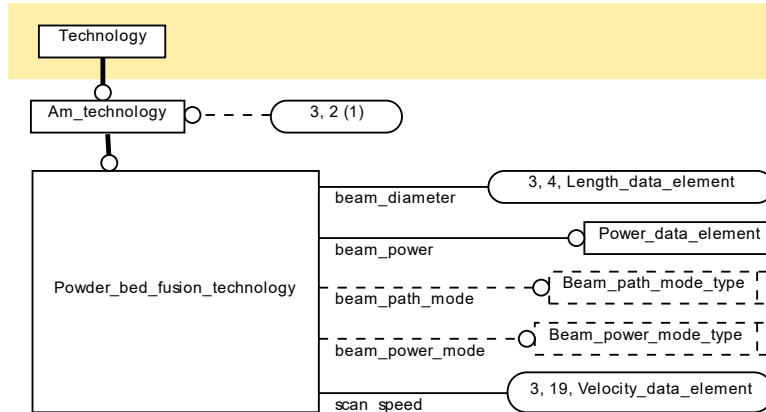 Technology
Am_technology
3, 2 (1)
3, 4, Length_data_element
beam_diameter
Power_data_element
beam_power
Powder_bed_fusion_technology
Beam_path_mode_type
beam_path_mode
Beam_power_mode_type
beam_power_mode
3, 19, Velocity_data_element
scan_speed